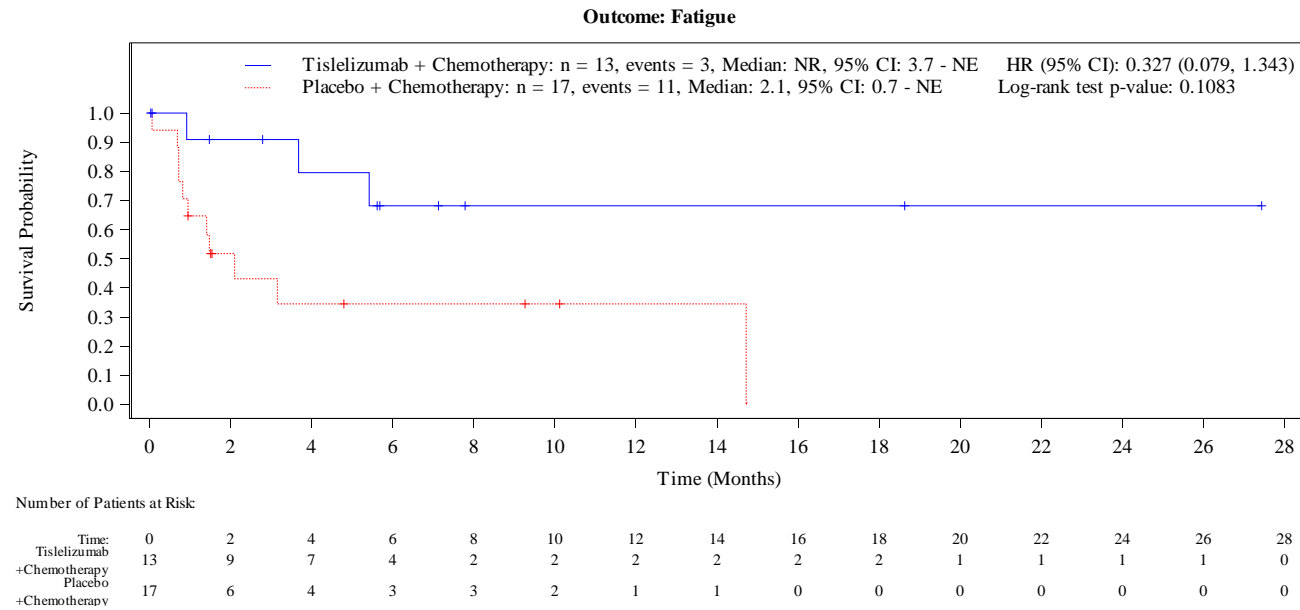 Outcome: Fatigue
Tislelizumab + Chemotherapy: n = 13, events = 3, Median: NR, 95% CI: 3.7 - NE HR (95% CI): 0.327 (0.079, 1.343)
Placebo + Chemotherapy: n = 17, events = 11, Median: 2.1, 95% CI: 0.7 - NE Log-rank test p-value: 0.1083
Survival Probability
1.0
0.9
0.8
0.7
0.6
0.5
0.4
0.3
0.2
0.1
0.0
0 2 4 6 8 10 12 14 16 18 20 22 24 26 28
Time (Months)
Number of Patients at Risk:
Time: 0 2 4 6 8 10 12 14 16 18 20 22 24 26 28
Tislelizumab
+Chemotherapy 13 9 7 4 2 2 2 2 2 2 1 1 1 1 0
Placebo
+Chemotherapy 17 6 4 3 3 2 1 1 0 0 0 0 0 0 0